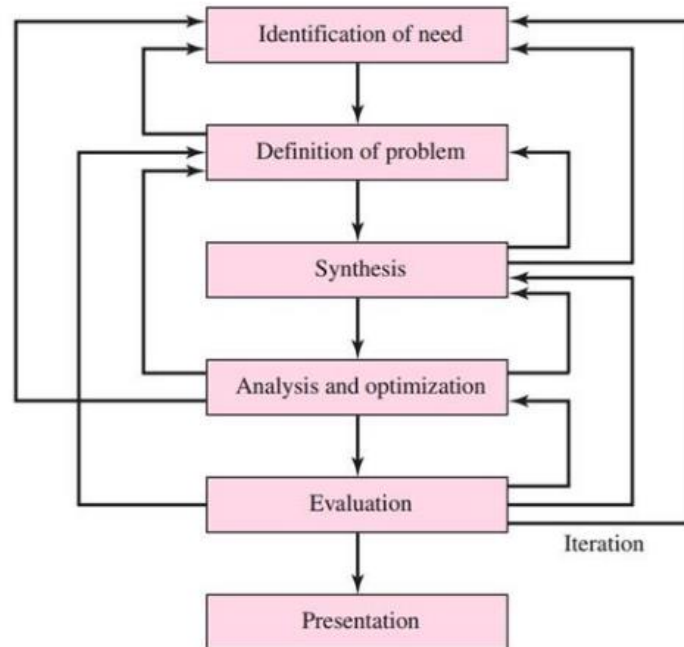 Identification of need
Definition of problem
Synthesis
Analysis and optimization
Evaluation
Iteration
Presentation